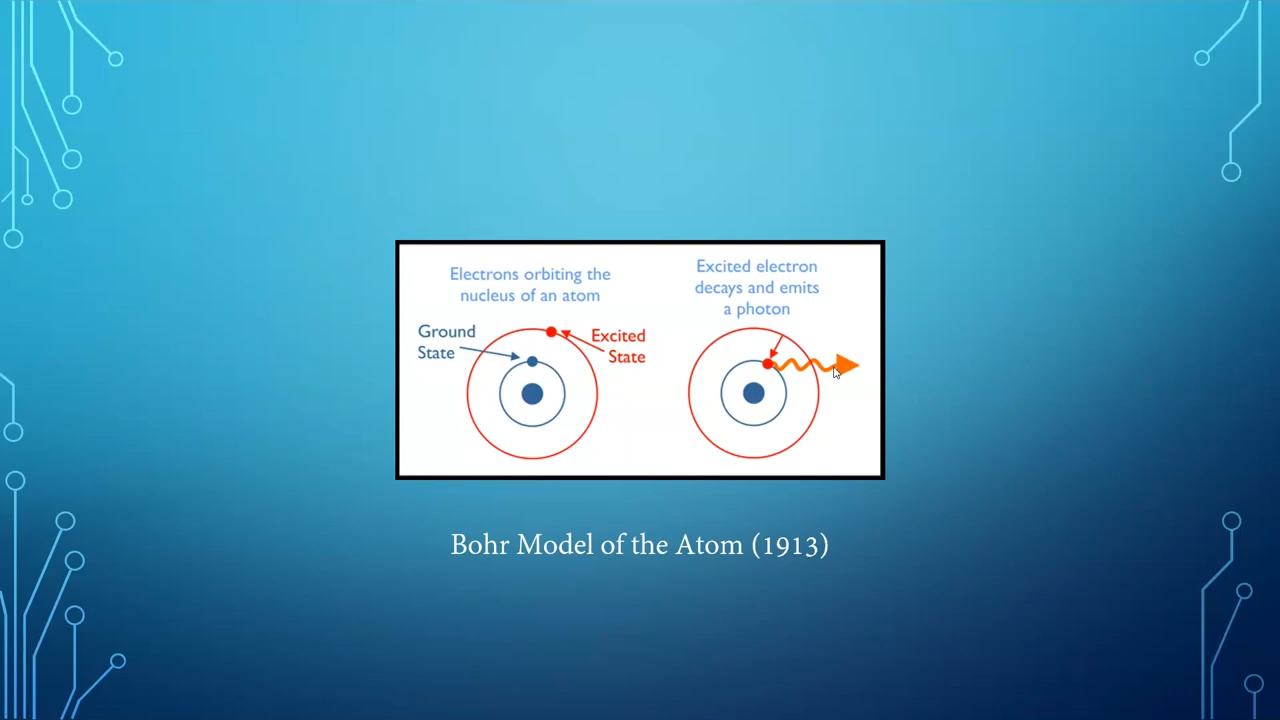 Electrons orbiting the
nucleus of an atom
Ground
State
Excited
State
Excited electron
decays and emits
a photon
Bohr Model of the Atom (1913)